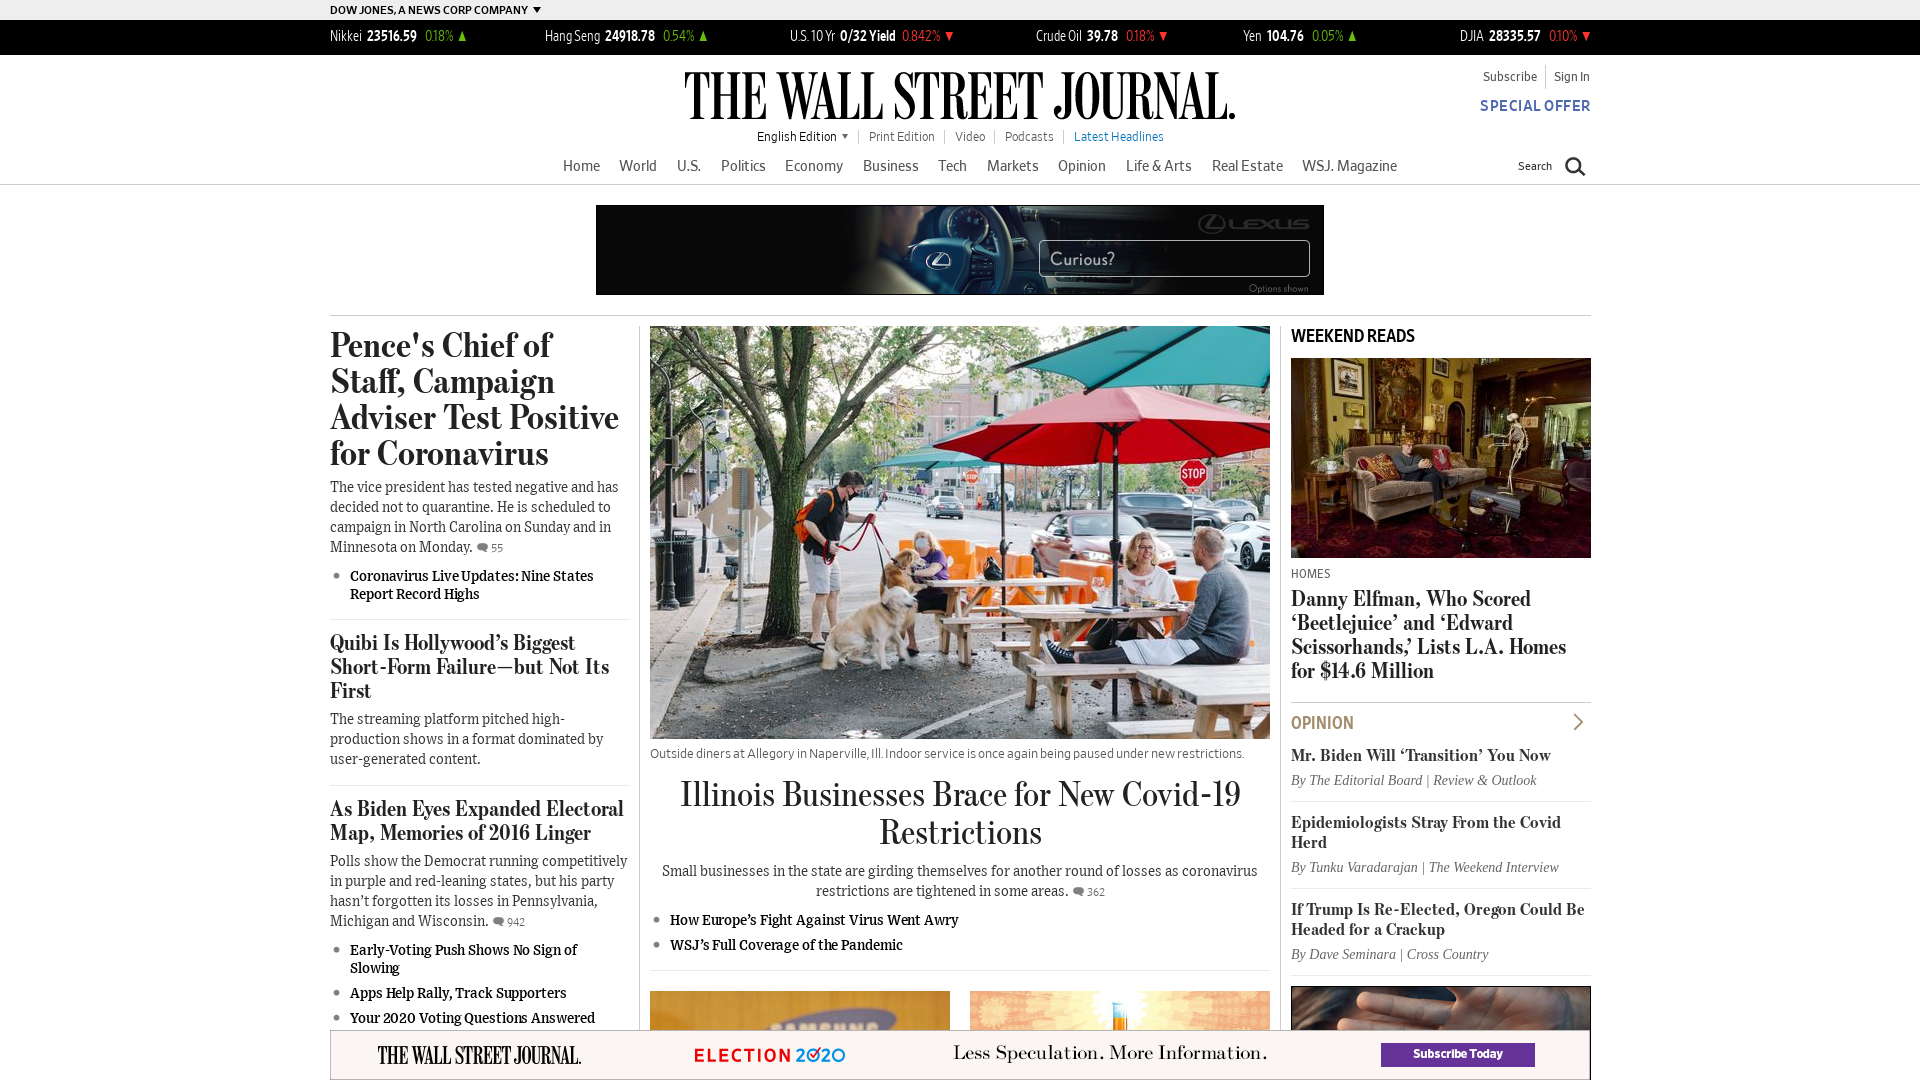 DOW JONES, A NEWS CORP COMPANY
Nikkei 23516.59 0.18%
Hang Seng 24918.78 0.54%
U.S. 10 Yr 0/32 Yield 0.842%
Crude Oil 39.78 0.18%
Yen 104.76 0.05%
DJIA 28335.57 0.10%
THE WALL STREET JOURNAL.
Subscribe
Sign In
SPECIAL OFFER
English Edition
Print Edition
Video
Podcasts
Latest Headlines
Home
World
U.S.
Politics
Economy
Business
Tech
Markets
Opinion
Life & Arts
Real Estate
WSJ. Magazine
Search
LEXUS
Curious?
Options shown
Pence's Chief of
Staff, Campaign
Adviser Test Positive
for Coronavirus
The vice president has tested negative and has
decided not to quarantine. He is scheduled to
campaign in North Carolina on Sunday and in
Minnesota on Monday. 55
Coronavirus Live Updates: Nine States
Report Record Highs
Quibi Is Hollywood’s Biggest
Short-Form Failure—but Not Its
First
The streaming platform pitched high-
production shows in a format dominated by
user-generated content.
As Biden Eyes Expanded Electoral
Map, Memories of 2016 Linger
Polls show the Democrat running competitively
in purple and red-leaning states, but his party
hasn’t forgotten its losses in Pennsylvania,
Michigan and Wisconsin. 942
Early-Voting Push Shows No Sign of
Slowing
Apps Help Rally, Track Supporters
Your 2020 Voting Questions Answered
STOP
STOP
Outside diners at Allegory in Naperville, Ill. Indoor service is once again being paused under new restrictions.
Illinois Businesses Brace for New Covid-19
Restrictions
Small businesses in the state are girding themselves for another round of losses as coronavirus
restrictions are tightened in some areas. 362
How Europe’s Fight Against Virus Went Awry
WSJ’s Full Coverage of the Pandemic
SAMSUNG
WEEKEND READS
HOMES
Danny Elfman, Who Scored
‘Beetlejuice’ and ‘Edward
Scissorhands,’ Lists L.A. Homes
for $14.6 Million
OPINION
Mr. Biden Will ‘Transition’ You Now
By The Editorial Board | Review & Outlook
Epidemiologists Stray From the Covid
Herd
By Tunku Varadarajan | The Weekend Interview
If Trump Is Re-Elected, Oregon Could Be
Headed for a Crackup
By Dave Seminara | Cross Country
THE WALL STREET JOURNAL.
ELECTION 2020
Less Speculation. More Information.
Subscribe Today